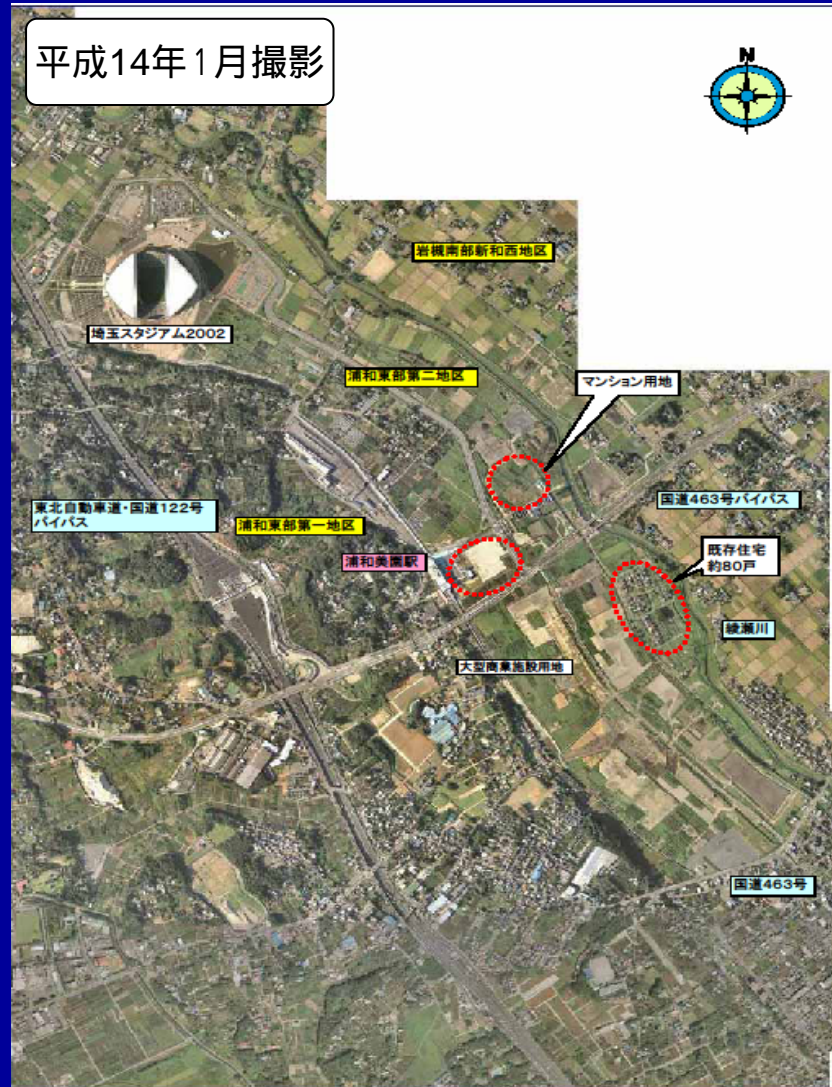 平成14年1月撮影
N
岩槻南部新和西地区
埼玉スタジアム2002
浦和東部第二地区
マンション用地
東北自動車道・国道122号
バイパス
国道463号バイパス
浦和東部第一地区
浦和美園駅
既存住宅
約80戸
綾瀬川
大型商業施設用地
国道463号